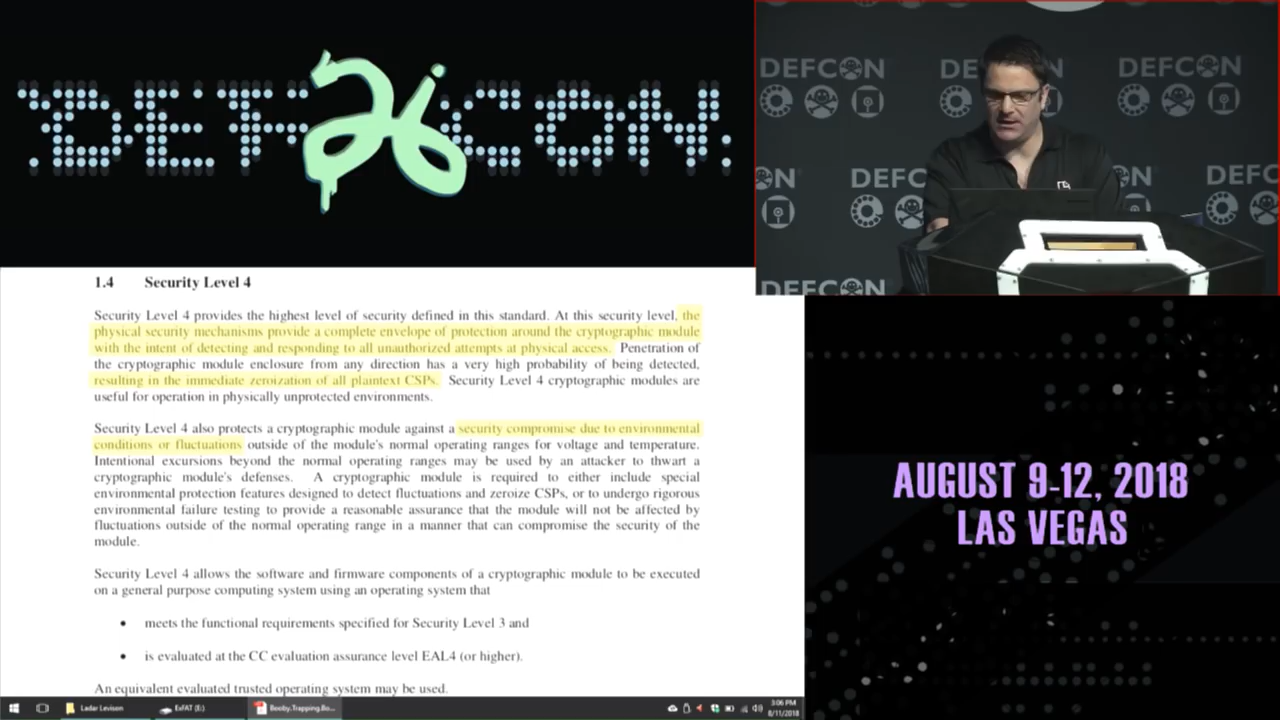 DEF 26 CON
DEFCON DEFCON DEFCON
DEFCON DEFCON
DEFCON
1.4 Security Level 4
Security Level 4 provides the highest level of security defined in this standard. At this security level, the
physical security mechanisms provide a complete envelope of protection around the cryptographic module
with the intent of detecting and responding to all unauthorized attempts at physical access. Penetration of
the cryptographic module enclosure from any direction has a very high probability of being detected,
resulting in the immediate zeroization of all plaintext CSPs. Security Level 4 cryptographic modules are
useful for operation in physically unprotected environments.
Security Level 4 also protects a cryptographic module against a security compromise due to environmental
conditions or fluctuations outside of the module's normal operating ranges for voltage and temperature.
Intentional excursions beyond the normal operating ranges may be used by an attacker to thwart a
cryptographic module's defenses. A cryptographic module is required to either include special
environmental protection features designed to detect fluctuations and zeroize CSPs, or to undergo rigorous
environmental failure testing to provide a reasonable assurance that the module will not be affected by
fluctuations outside of the normal operating range in a manner that can compromise the security of the
module.
Security Level 4 allows the software and firmware components of a cryptographic module to be executed
on a general purpose computing system using an operating system that
• meets the functional requirements specified for Security Level 3 and
• is evaluated at the CC evaluation assurance level EAL4 (or higher).
An equivalent evaluated trusted operating system may be used.
AUGUST 9-12, 2018
LAS VEGAS
Ladar Levison ExFAT (E:) Booby.Trapping.Bo... 3:06 PM
8/11/2018